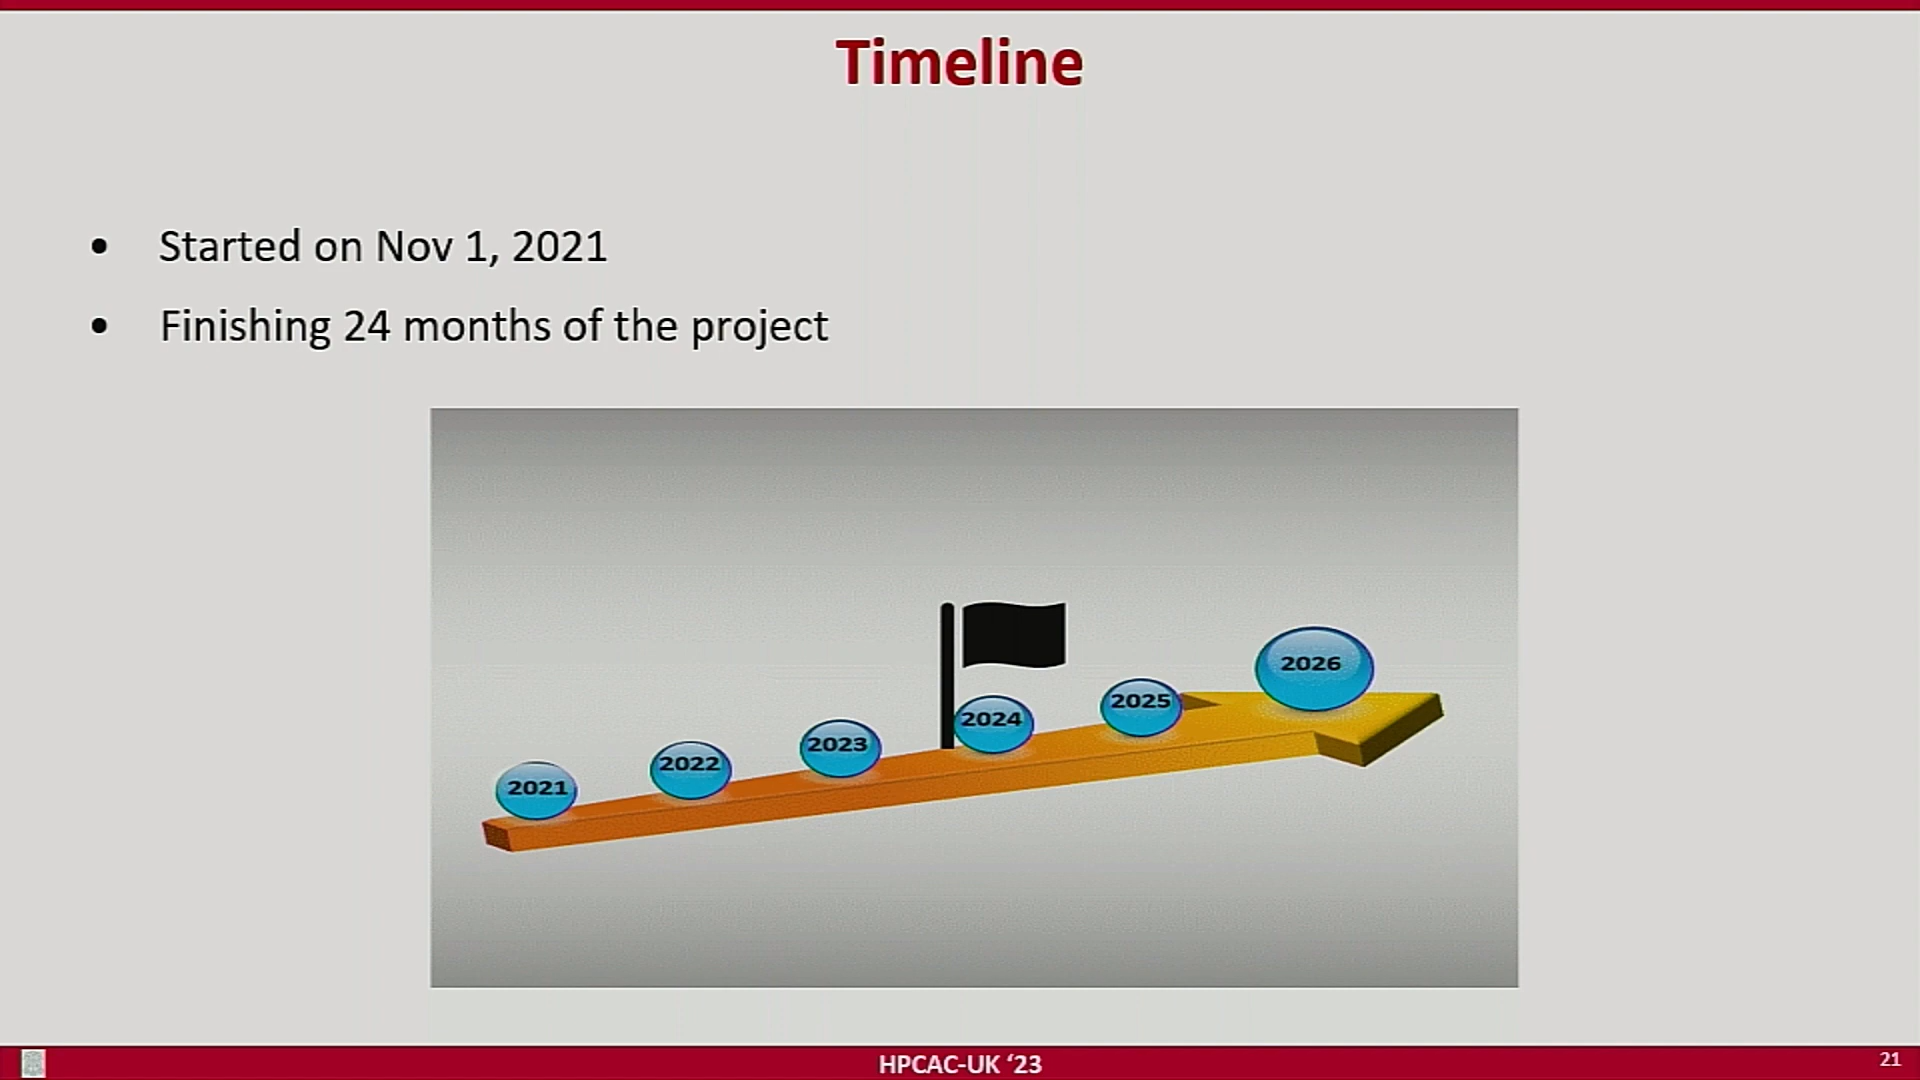 Timeline
• Started on Nov 1, 2021
• Finishing 24 months of the project
2021
2022
2023
2024
2025
2026
HPCAC-UK ‘23
21